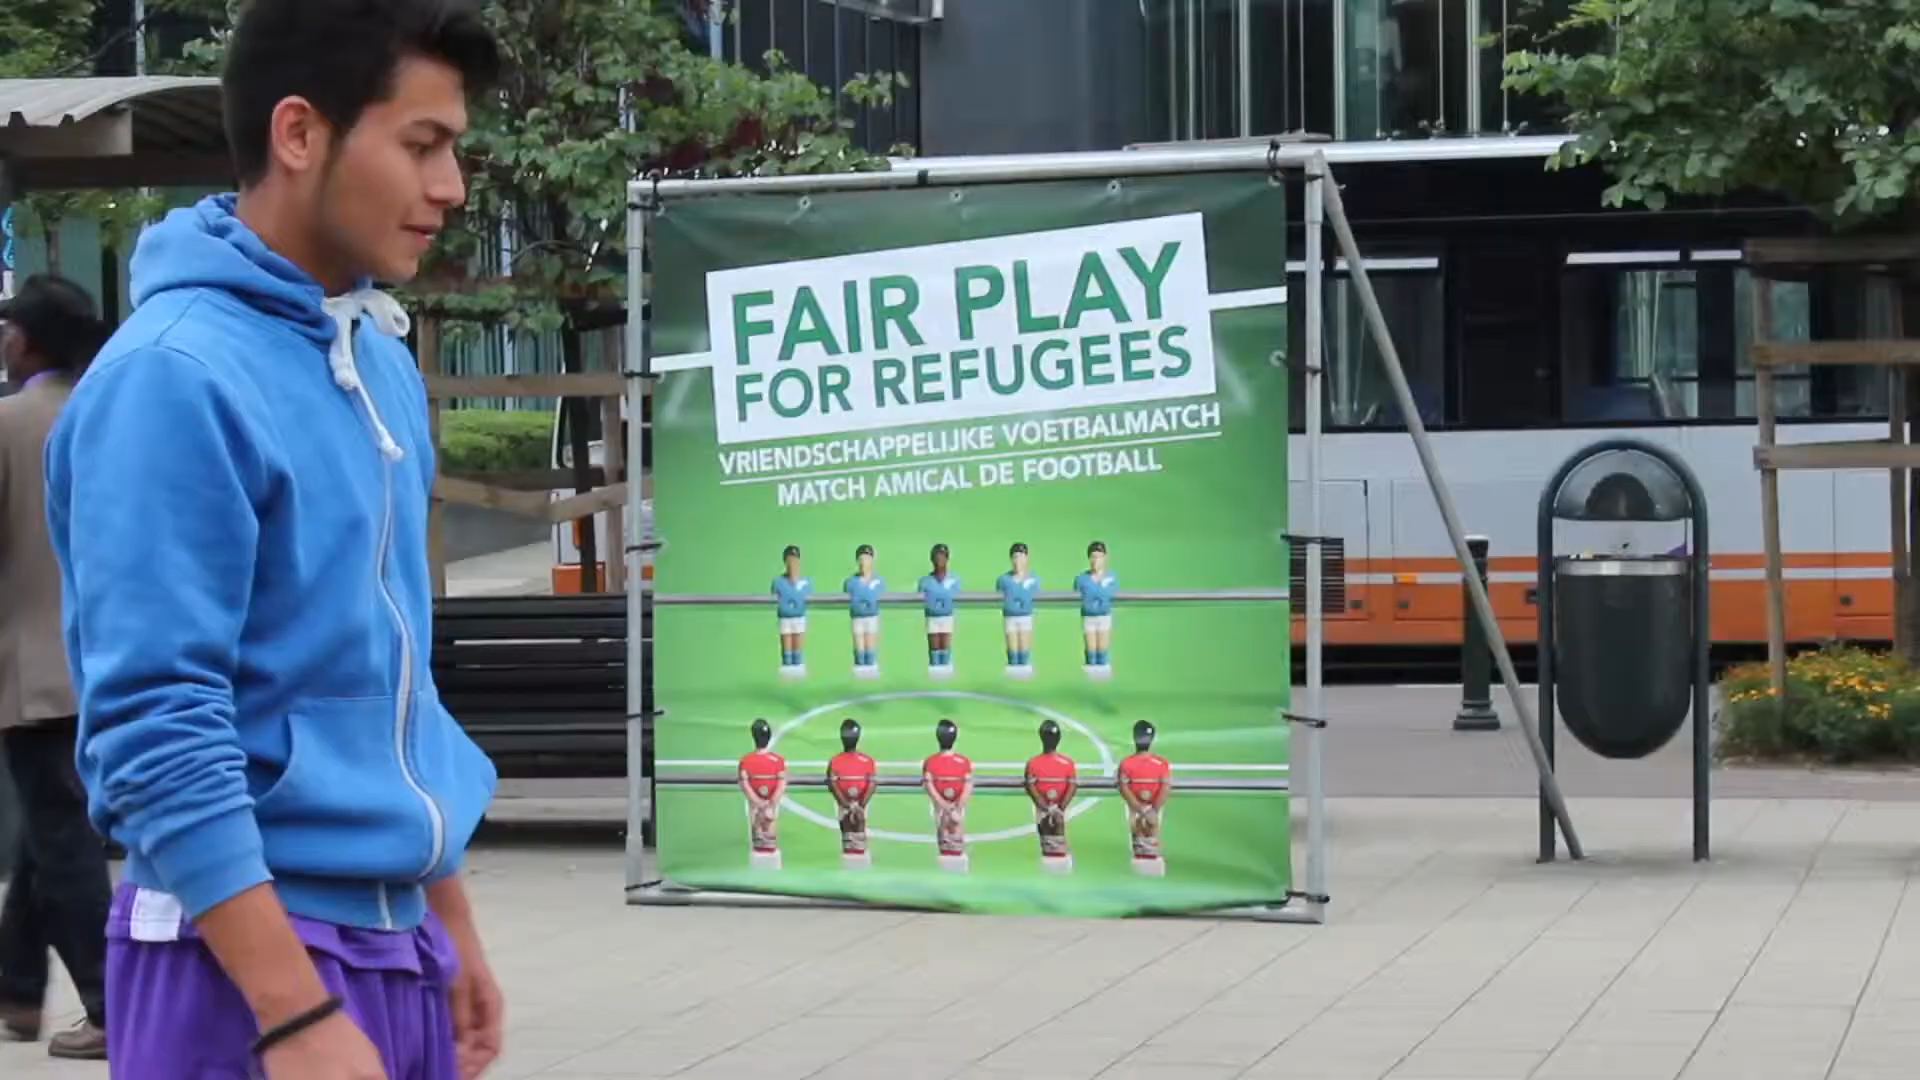 FAIR PLAY
FOR REFUGEES
VRIENDSCHAPPELIJKE VOETBALMATCH
MATCH AMICAL DE FOOTBALL